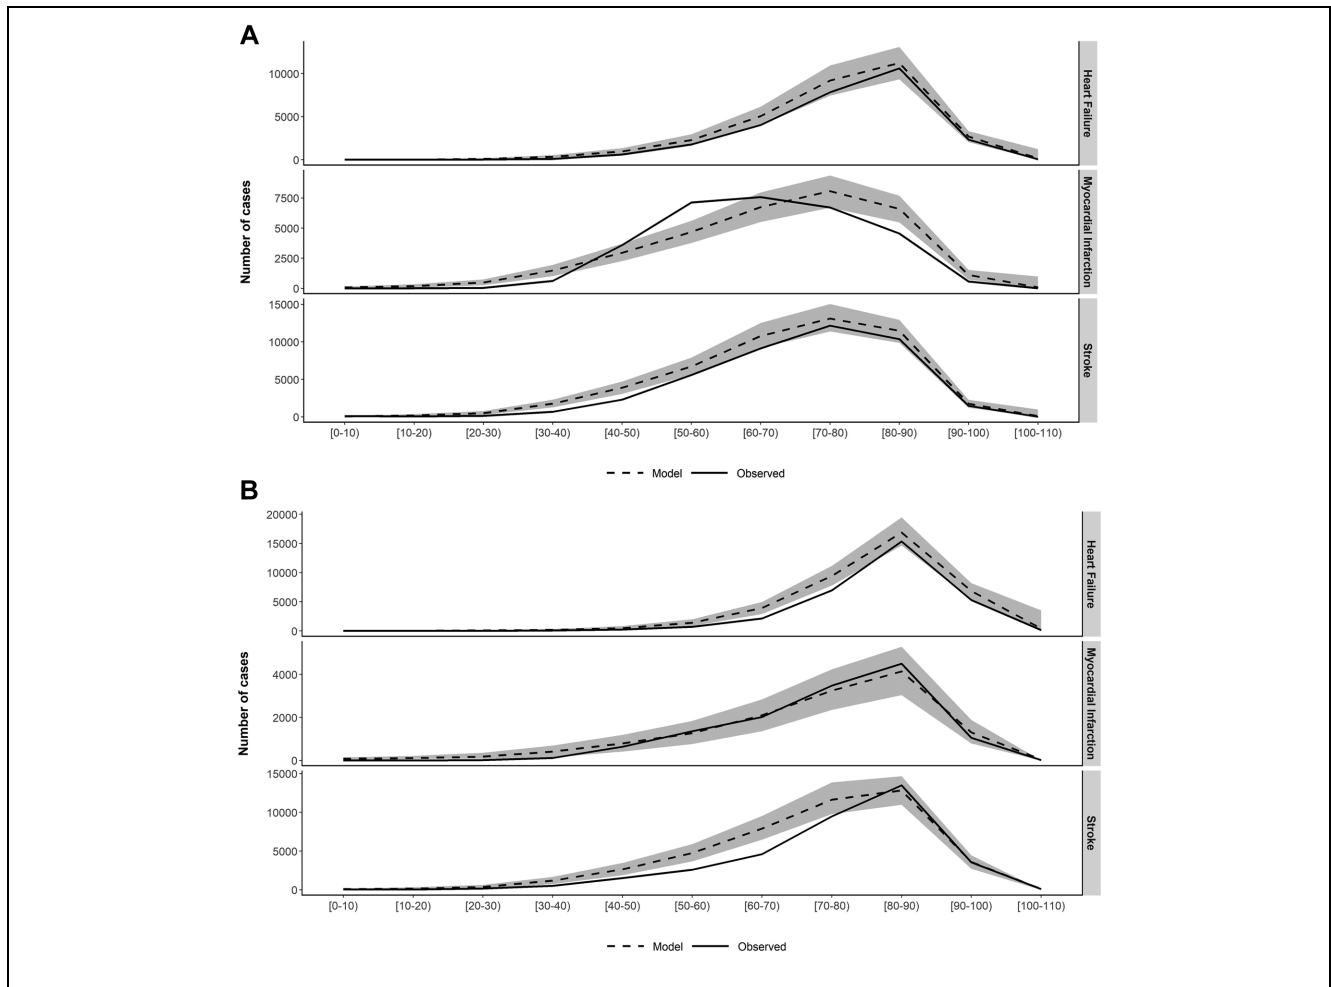 A
Number of cases
10000
5000
0
Heart Failure
7500
5000
2500
0
Myocardial Infarction
15000
10000
5000
0
Stroke
[0-10) [10-20) [20-30) [30-40) [40-50) [50-60) [60-70) [70-80) [80-90) [90-100) [100-110)
Model Observed
B
Number of cases
20000
15000
10000
5000
0
Heart Failure
4000
2000
0
Myocardial Infarction
15000
10000
5000
0
Stroke
[0-10) [10-20) [20-30) [30-40) [40-50) [50-60) [60-70) [70-80) [80-90) [90-100) [100-110)
Model Observed